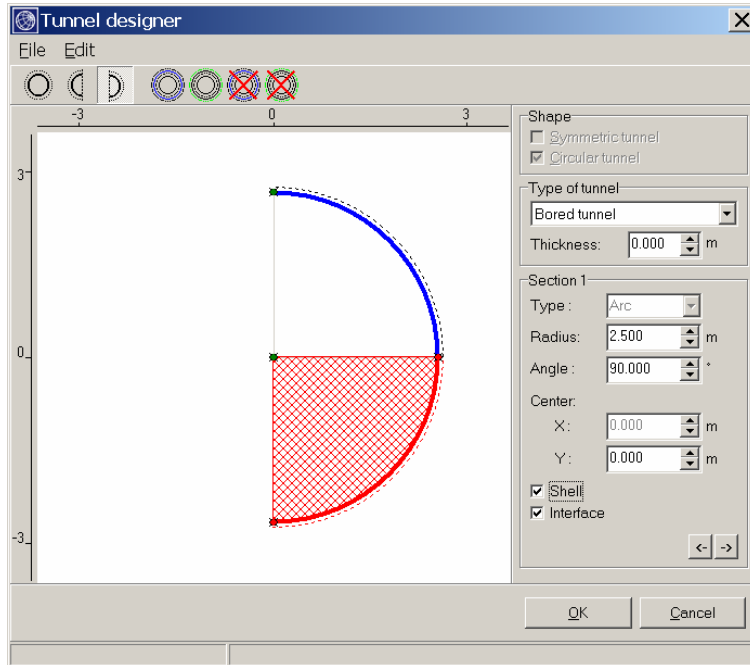 Tunnel designer
File Edit
-3 0 3
3
0
-3
Shape
Symmetric tunnel
Circular tunnel
Type of tunnel
Bored tunnel
Thickness: 0.000 m
Section 1
Type : Arc
Radius: 2.500 m
Angle : 90.000 °
Center:
X: 0.000 m
Y: 0.000 m
Shell
Interface
<- ->
OK Cancel